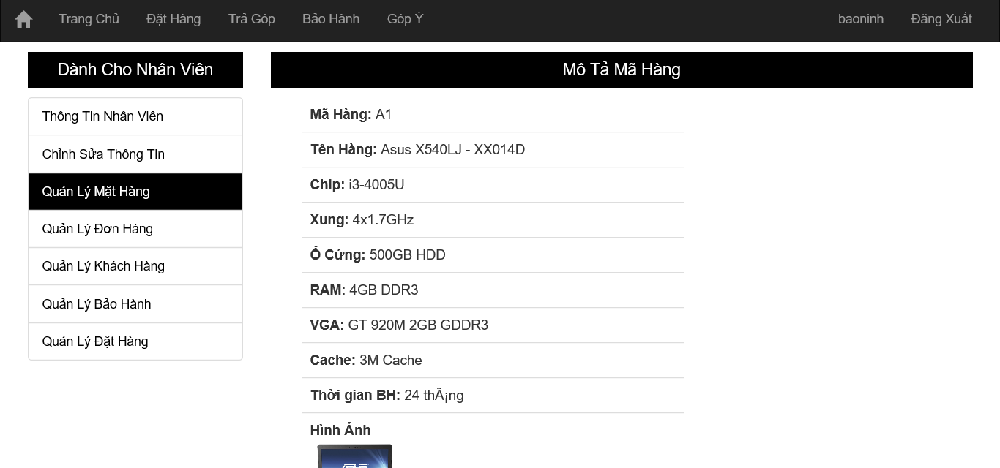 Trang Chủ Đặt Hàng Trả Góp Bảo Hành Góp Ý baoninh Đăng Xuất
Dành Cho Nhân Viên
Thông Tin Nhân Viên
Chỉnh Sửa Thông Tin
Quản Lý Mặt Hàng
Quản Lý Đơn Hàng
Quản Lý Khách Hàng
Quản Lý Bảo Hành
Quản Lý Đặt Hàng
Mô Tả Mã Hàng
Mã Hàng: A1
Tên Hàng: Asus X540LJ - XX014D
Chip: i3-4005U
Xung: 4x1.7GHz
Ổ Cứng: 500GB HDD
RAM: 4GB DDR3
VGA: GT 920M 2GB GDDR3
Cache: 3M Cache
Thời gian BH: 24 thÃ¡ng
Hình Ảnh